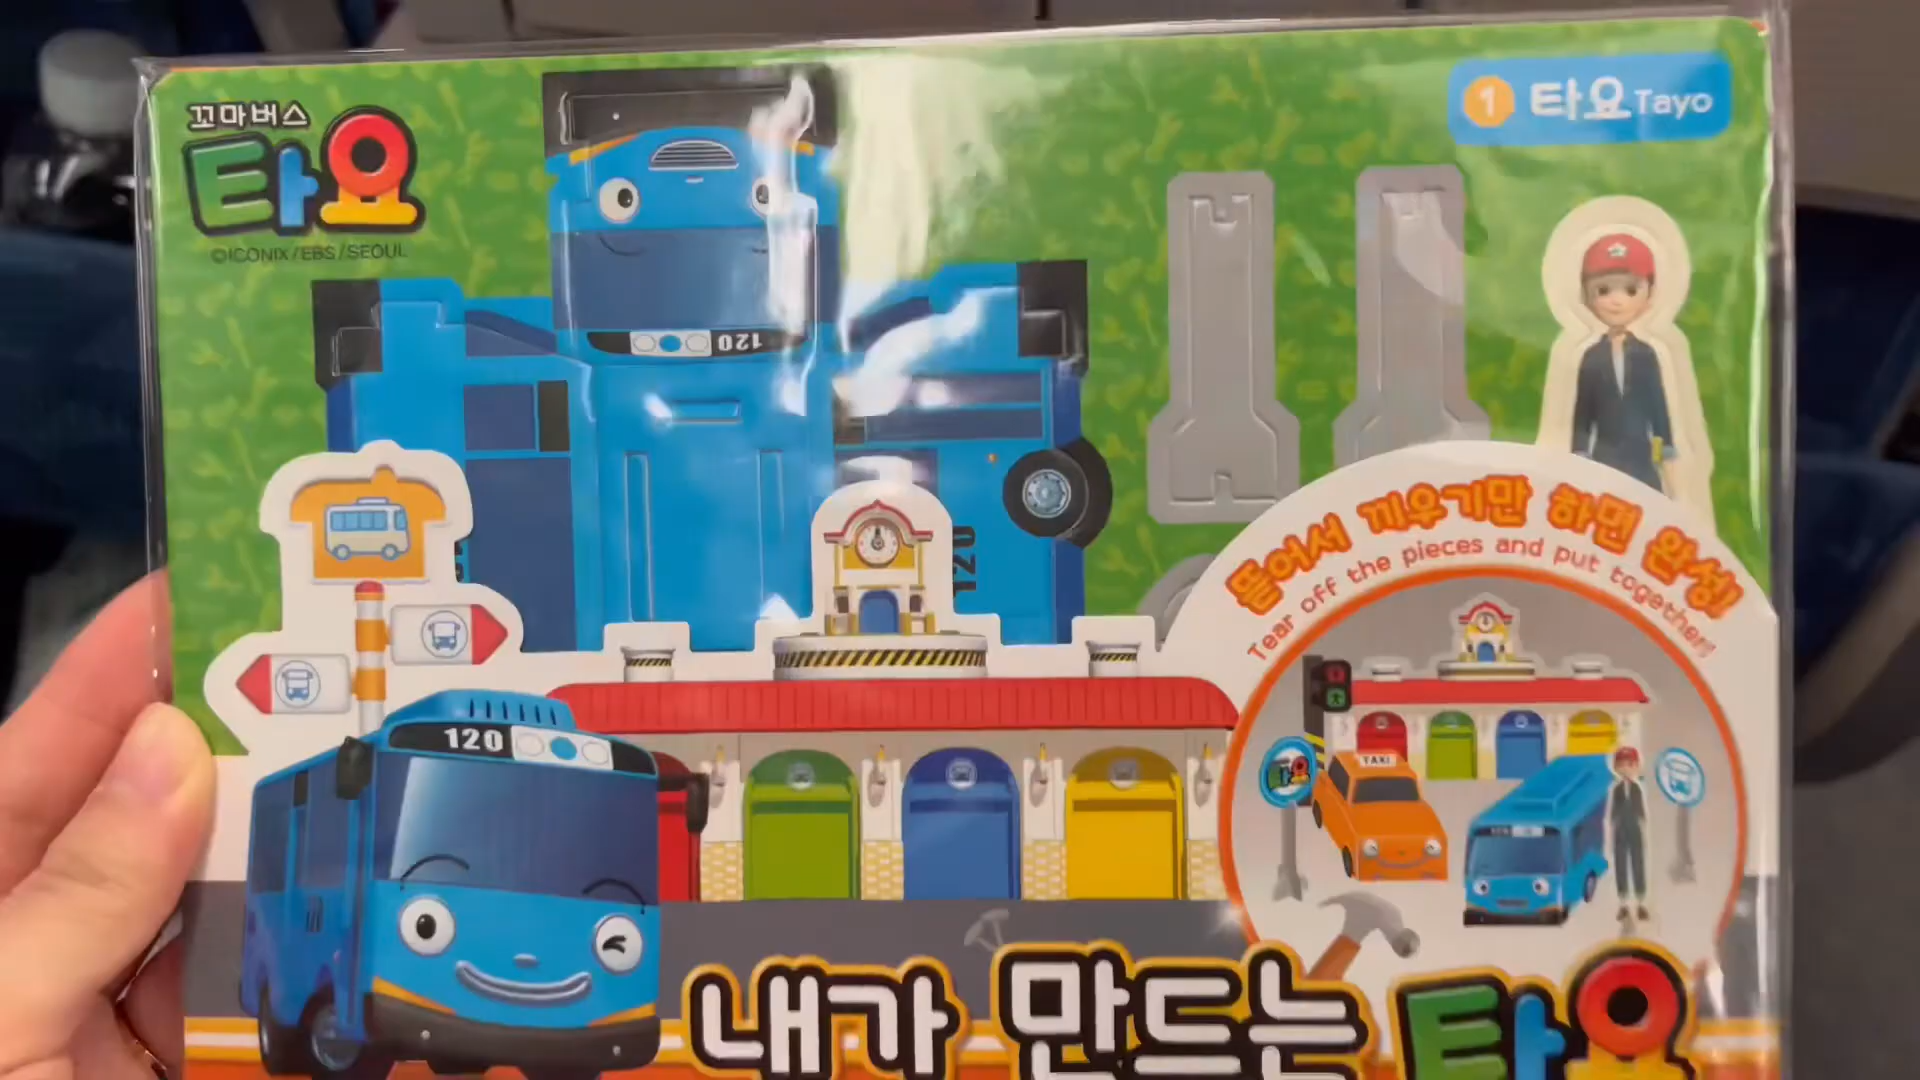 꼬마버스
타요
©ICONIX/EBS/SEOUL
1 타요 Tayo
120
120
뜯어서 끼우기만 하면 완성!
Tear off the pieces and put together!
TAXI
타요
120
내가 만드는 타요